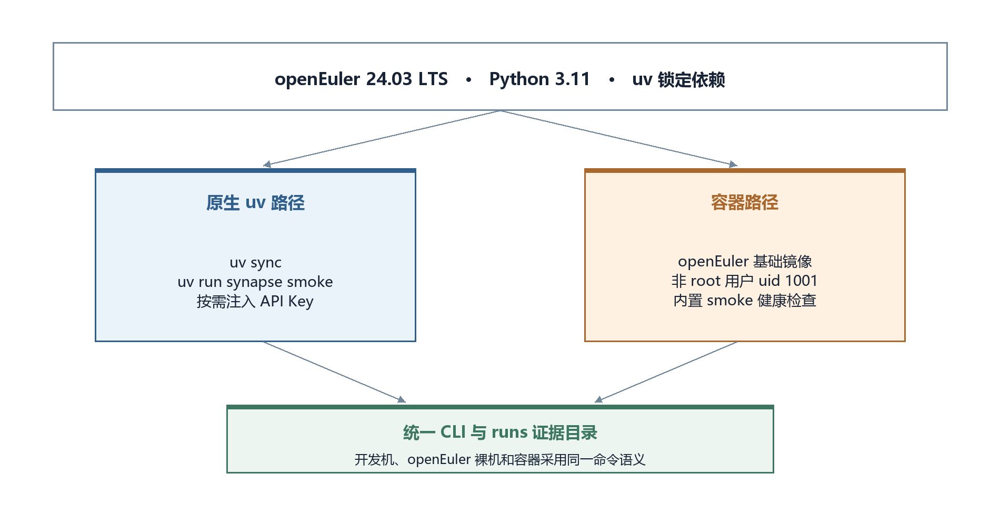 openEuler 24.03 LTS • Python 3.11 • uv 锁定依赖
原生 uv 路径
uv sync
uv run synapse smoke
按需注入 API Key
容器路径
openEuler 基础镜像
非 root 用户 uid 1001
内置 smoke 健康检查
统一 CLI 与 runs 证据目录
开发机、openEuler 裸机和容器采用同一命令语义